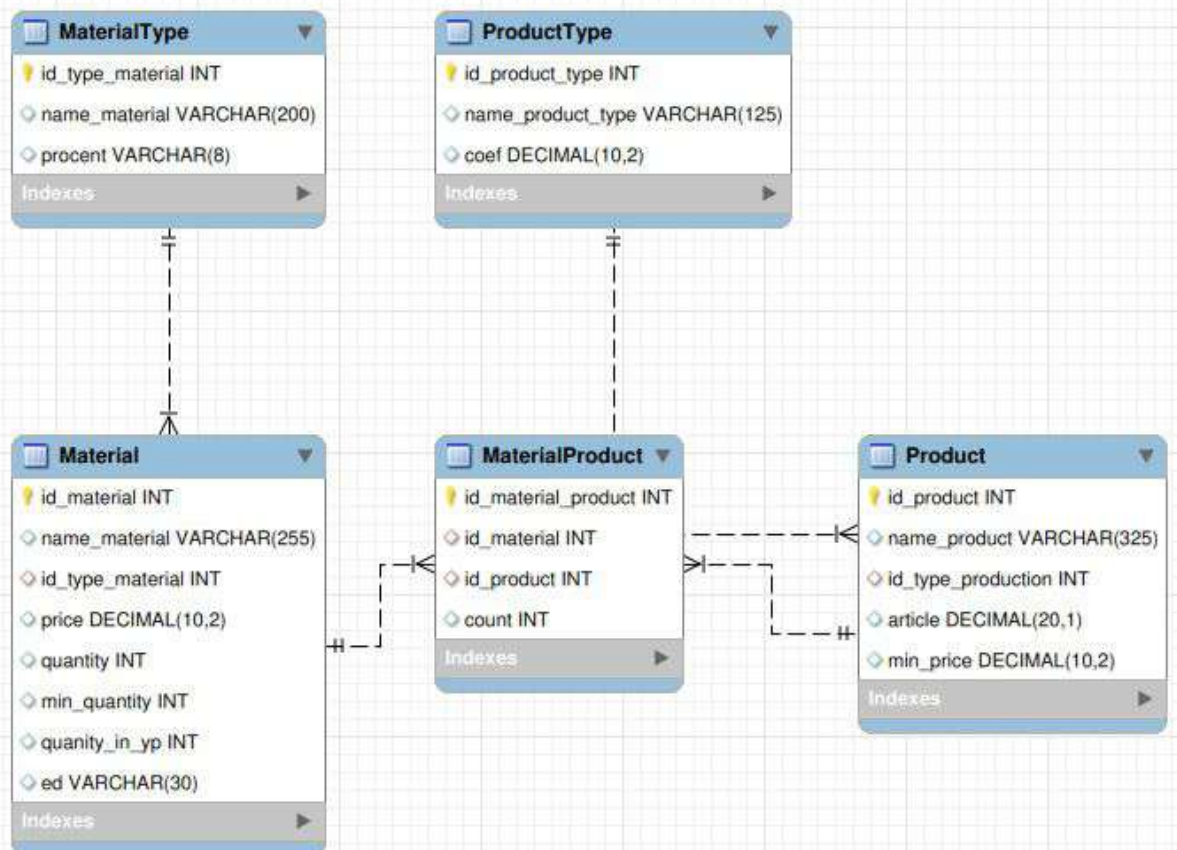 MaterialType
id_type_material INT
name_material VARCHAR(200)
procent VARCHAR(8)
Indexes
ProductType
id_product_type INT
name_product_type VARCHAR(125)
coef DECIMAL(10,2)
Indexes
Material
id_material INT
name_material VARCHAR(255)
id_type_material INT
price DECIMAL(10,2)
quantity INT
min_quantity INT
quanity_in_yp INT
ed VARCHAR(30)
Indexes
MaterialProduct
id_material_product INT
id_material INT
id_product INT
count INT
Indexes
Product
id_product INT
name_product VARCHAR(325)
id_type_production INT
article DECIMAL(20,1)
min_price DECIMAL(10,2)
Indexes